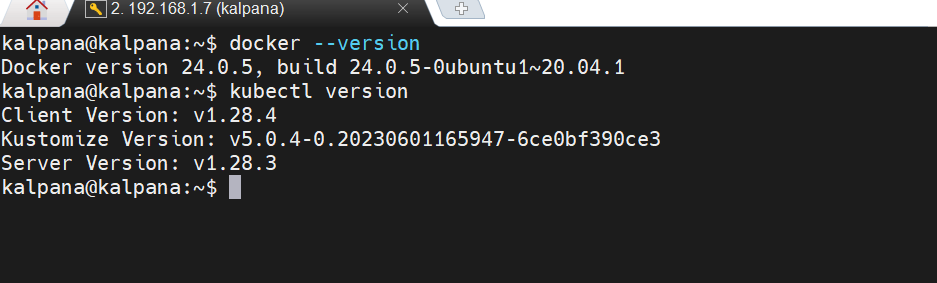 2. 192.168.1.7 (kalpana)
kalpana@kalpana:~$ docker --version
Docker version 24.0.5, build 24.0.5-0ubuntu1~20.04.1
kalpana@kalpana:~$ kubectl version
Client Version: v1.28.4
Kustomize Version: v5.0.4-0.20230601165947-6ce0bf390ce3
Server Version: v1.28.3
kalpana@kalpana:~$